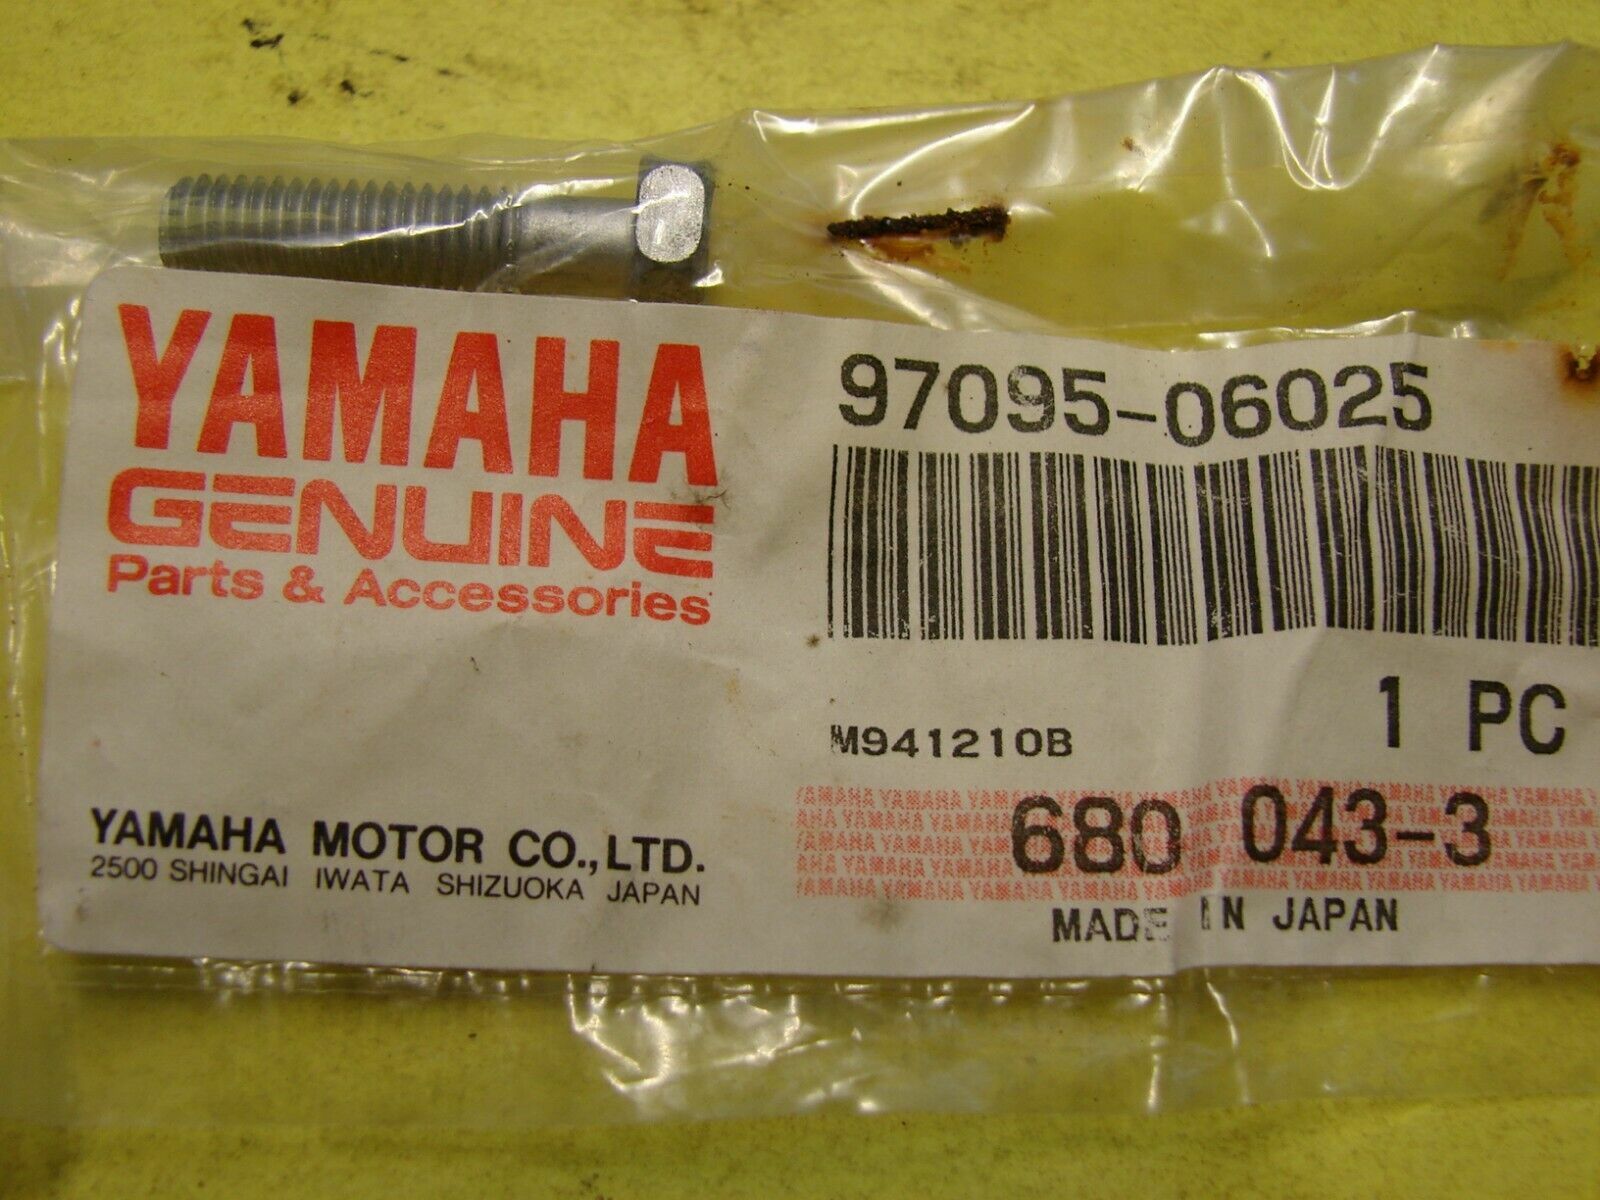 YAMAHA
GENUINE
Parts & Accessories
YAMAHA MOTOR CO.,LTD.
2500 SHINGAI IWATA SHIZUOKA JAPAN
97095-06025
1 PC
M941210B
680 043-3
MADE IN JAPAN